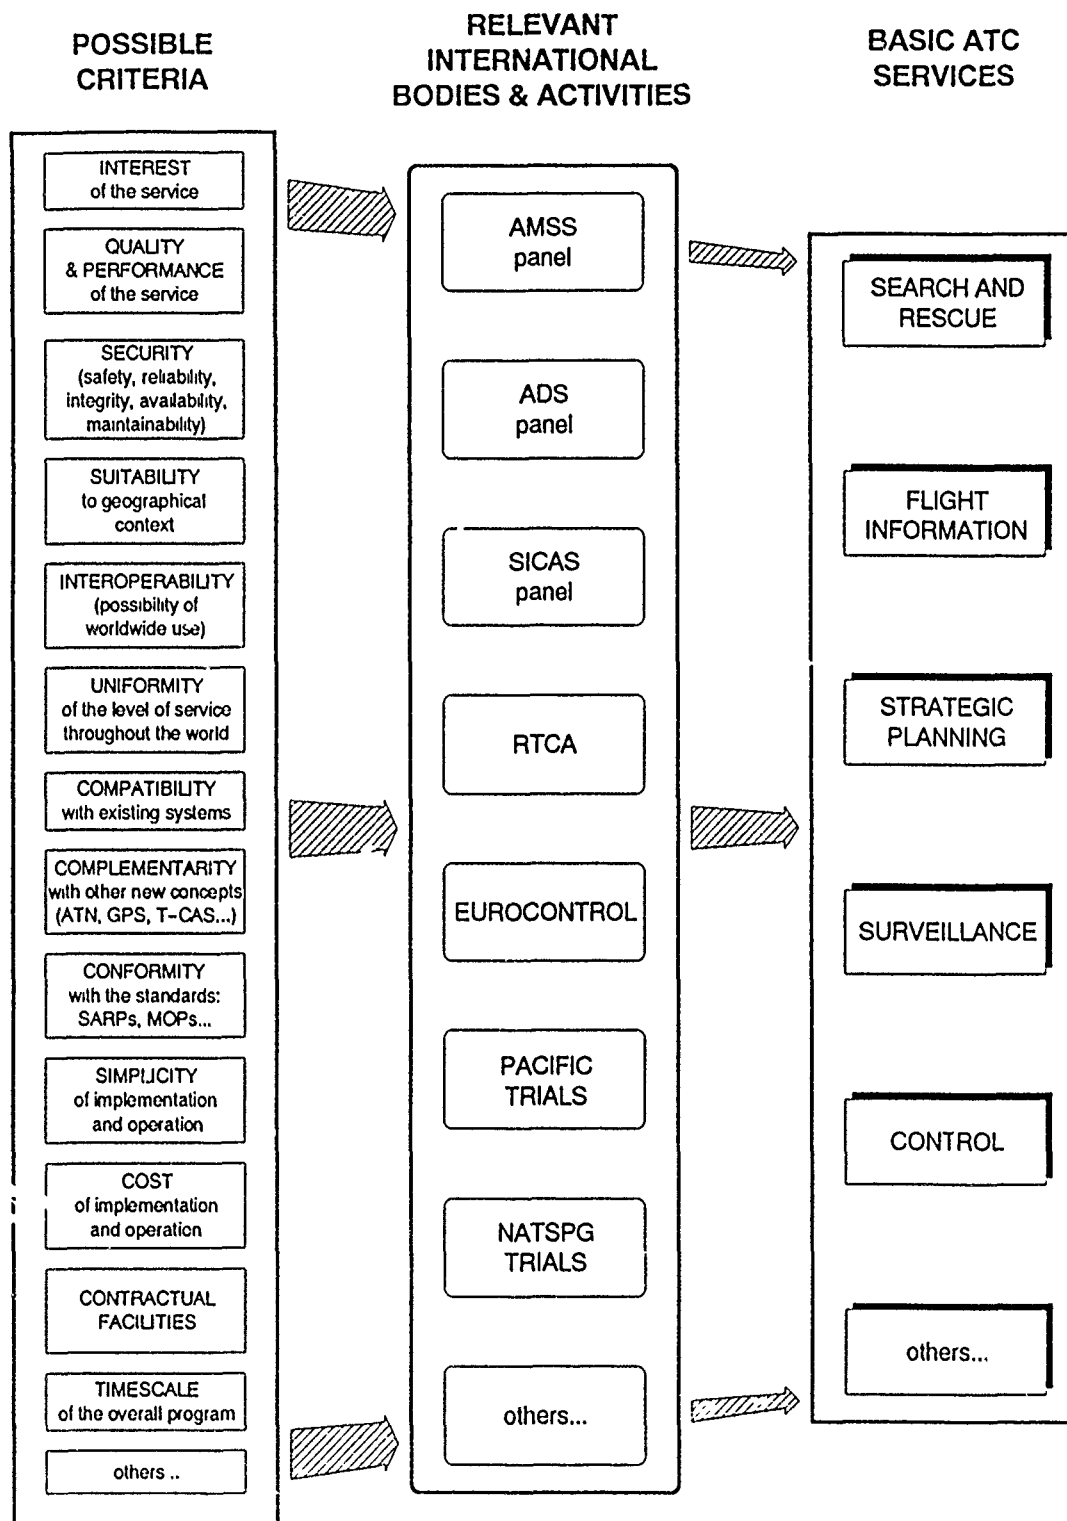 POSSIBLE
CRITERIA
INTEREST
of the service
QUALITY
& PERFORMANCE
of the service
SECURITY
(safety, reliability,
integrity, availability,
maintainability)
SUITABILITY
to geographical
context
INTEROPERABILITY
(possibility of
worldwide use)
UNIFORMITY
of the level of service
throughout the world
COMPATIBILITY
with existing systems
COMPLEMENTARITY
with other new concepts
(ATN, GPS, T-CAS...)
CONFORMITY
with the standards:
SARPs, MOPs...
SIMPLICITY
of implementation
and operation
COST
of implementation
and operation
CONTRACTUAL
FACILITIES
TIMESCALE
of the overall program
others ..
RELEVANT
INTERNATIONAL
BODIES & ACTIVITIES
AMSS
panel
ADS
panel
SICAS
panel
RTCA
EUROCONTROL
PACIFIC
TRIALS
NATSPG
TRIALS
others...
BASIC ATC
SERVICES
SEARCH AND
RESCUE
FLIGHT
INFORMATION
STRATEGIC
PLANNING
SURVEILLANCE
CONTROL
others...